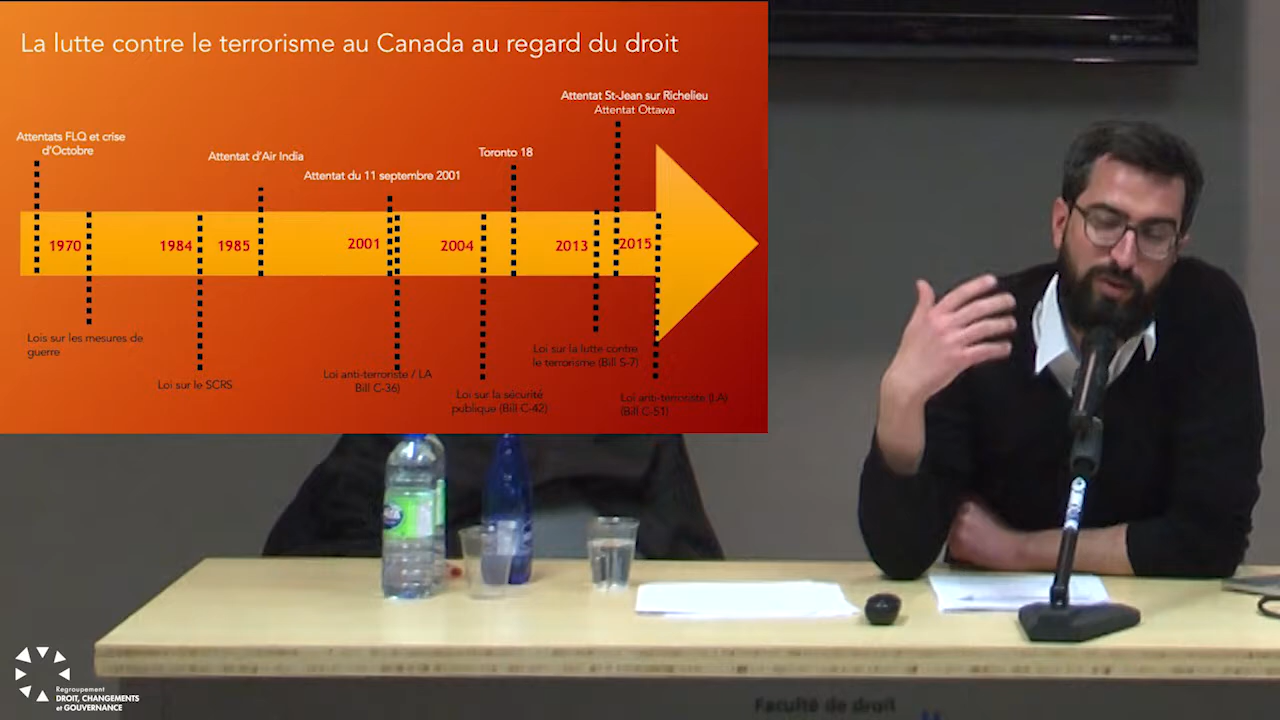 La lutte contre le terrorisme au Canada au regard du droit
Attentat St-Jean sur Richelieu
Attentat Ottawa
Attentats FLQ et crise
d'Octobre
Attentat d'Air India
Toronto 18
Attentat du 11 septembre 2001
1970
1984
1985
2001
2004
2013
2015
Lois sur les mesures de
guerre
Loi sur le SCRS
Loi anti-terroriste / LA
Bill C-36)
Loi sur la sécurité
publique (Bill C-42)
Loi sur la lutte contre
le terrorisme (Bill S-7)
Loi anti-terroriste (LA)
(Bill C-51)
Regroupement
DROIT, CHANGEMENTS
et GOUVERNANCE
Faculté de droit